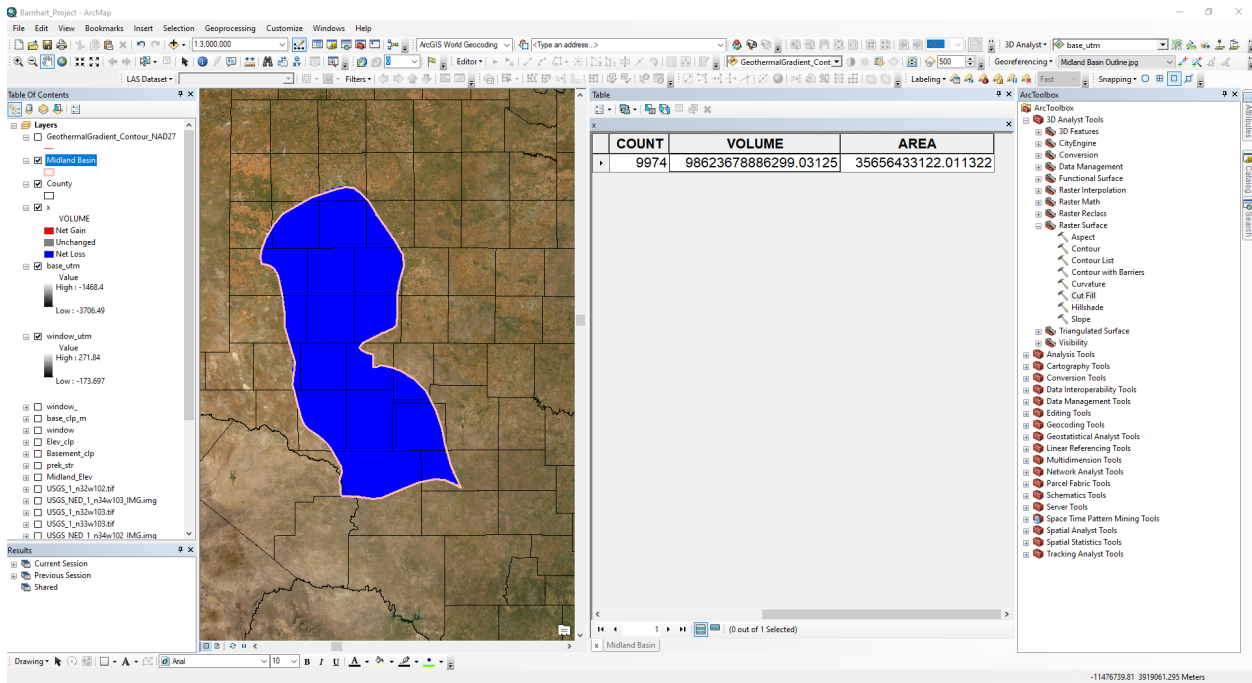 Barnhart_Project - ArcMap
File Edit View Bookmarks Insert Selection Geoprocessing Customize Windows Help
1:3,000,000
ArcGIS World Geocoding
<Type an address...>
3D Analyst
base_utm
Editor
GeothermalGradient_Cont
500
Georeferencing
Midland Basin Outline.jpg
LAS Dataset
Filters
Labeling
Fast
Snapping
Table Of Contents
Layers
GeothermalGradient_Contour_NAD27
Midland Basin
County
x
VOLUME
Net Gain
Unchanged
Net Loss
base_utm
Value
High : -1468.4
Low : -3706.49
window_utm
Value
High : 271.84
Low : -173.697
window_
base_clp_m
window
Elev_clp
Basement_clp
prek_str
Midland_Elev
USGS_1_n32w102.tif
USGS_NED_1_n34w103_IMG.img
USGS_1_n32w103.tif
USGS_1_n33w103.tif
USGS_NED_1_n34w102_IMG.img
Results
Current Session
Previous Session
Shared
Table
x
COUNT VOLUME AREA
9974 98623678886299.03125 35656433122.011322
1
(0 out of 1 Selected)
x Midland Basin
ArcToolbox
ArcToolbox
3D Analyst Tools
3D Features
CityEngine
Conversion
Data Management
Functional Surface
Raster Interpolation
Raster Math
Raster Reclass
Raster Surface
Aspect
Contour
Contour List
Contour with Barriers
Curvature
Cut Fill
Hillshade
Slope
Triangulated Surface
Visibility
Analysis Tools
Cartography Tools
Conversion Tools
Data Interoperability Tools
Data Management Tools
Editing Tools
Geocoding Tools
Geostatistical Analyst Tools
Linear Referencing Tools
Multidimension Tools
Network Analyst Tools
Parcel Fabric Tools
Schematics Tools
Server Tools
Space Time Pattern Mining Tools
Spatial Analyst Tools
Spatial Statistics Tools
Tracking Analyst Tools
Attributes
Catalog
Search
Drawing
Arial
10
B I U A
-11476739.81 3919061.295 Meters